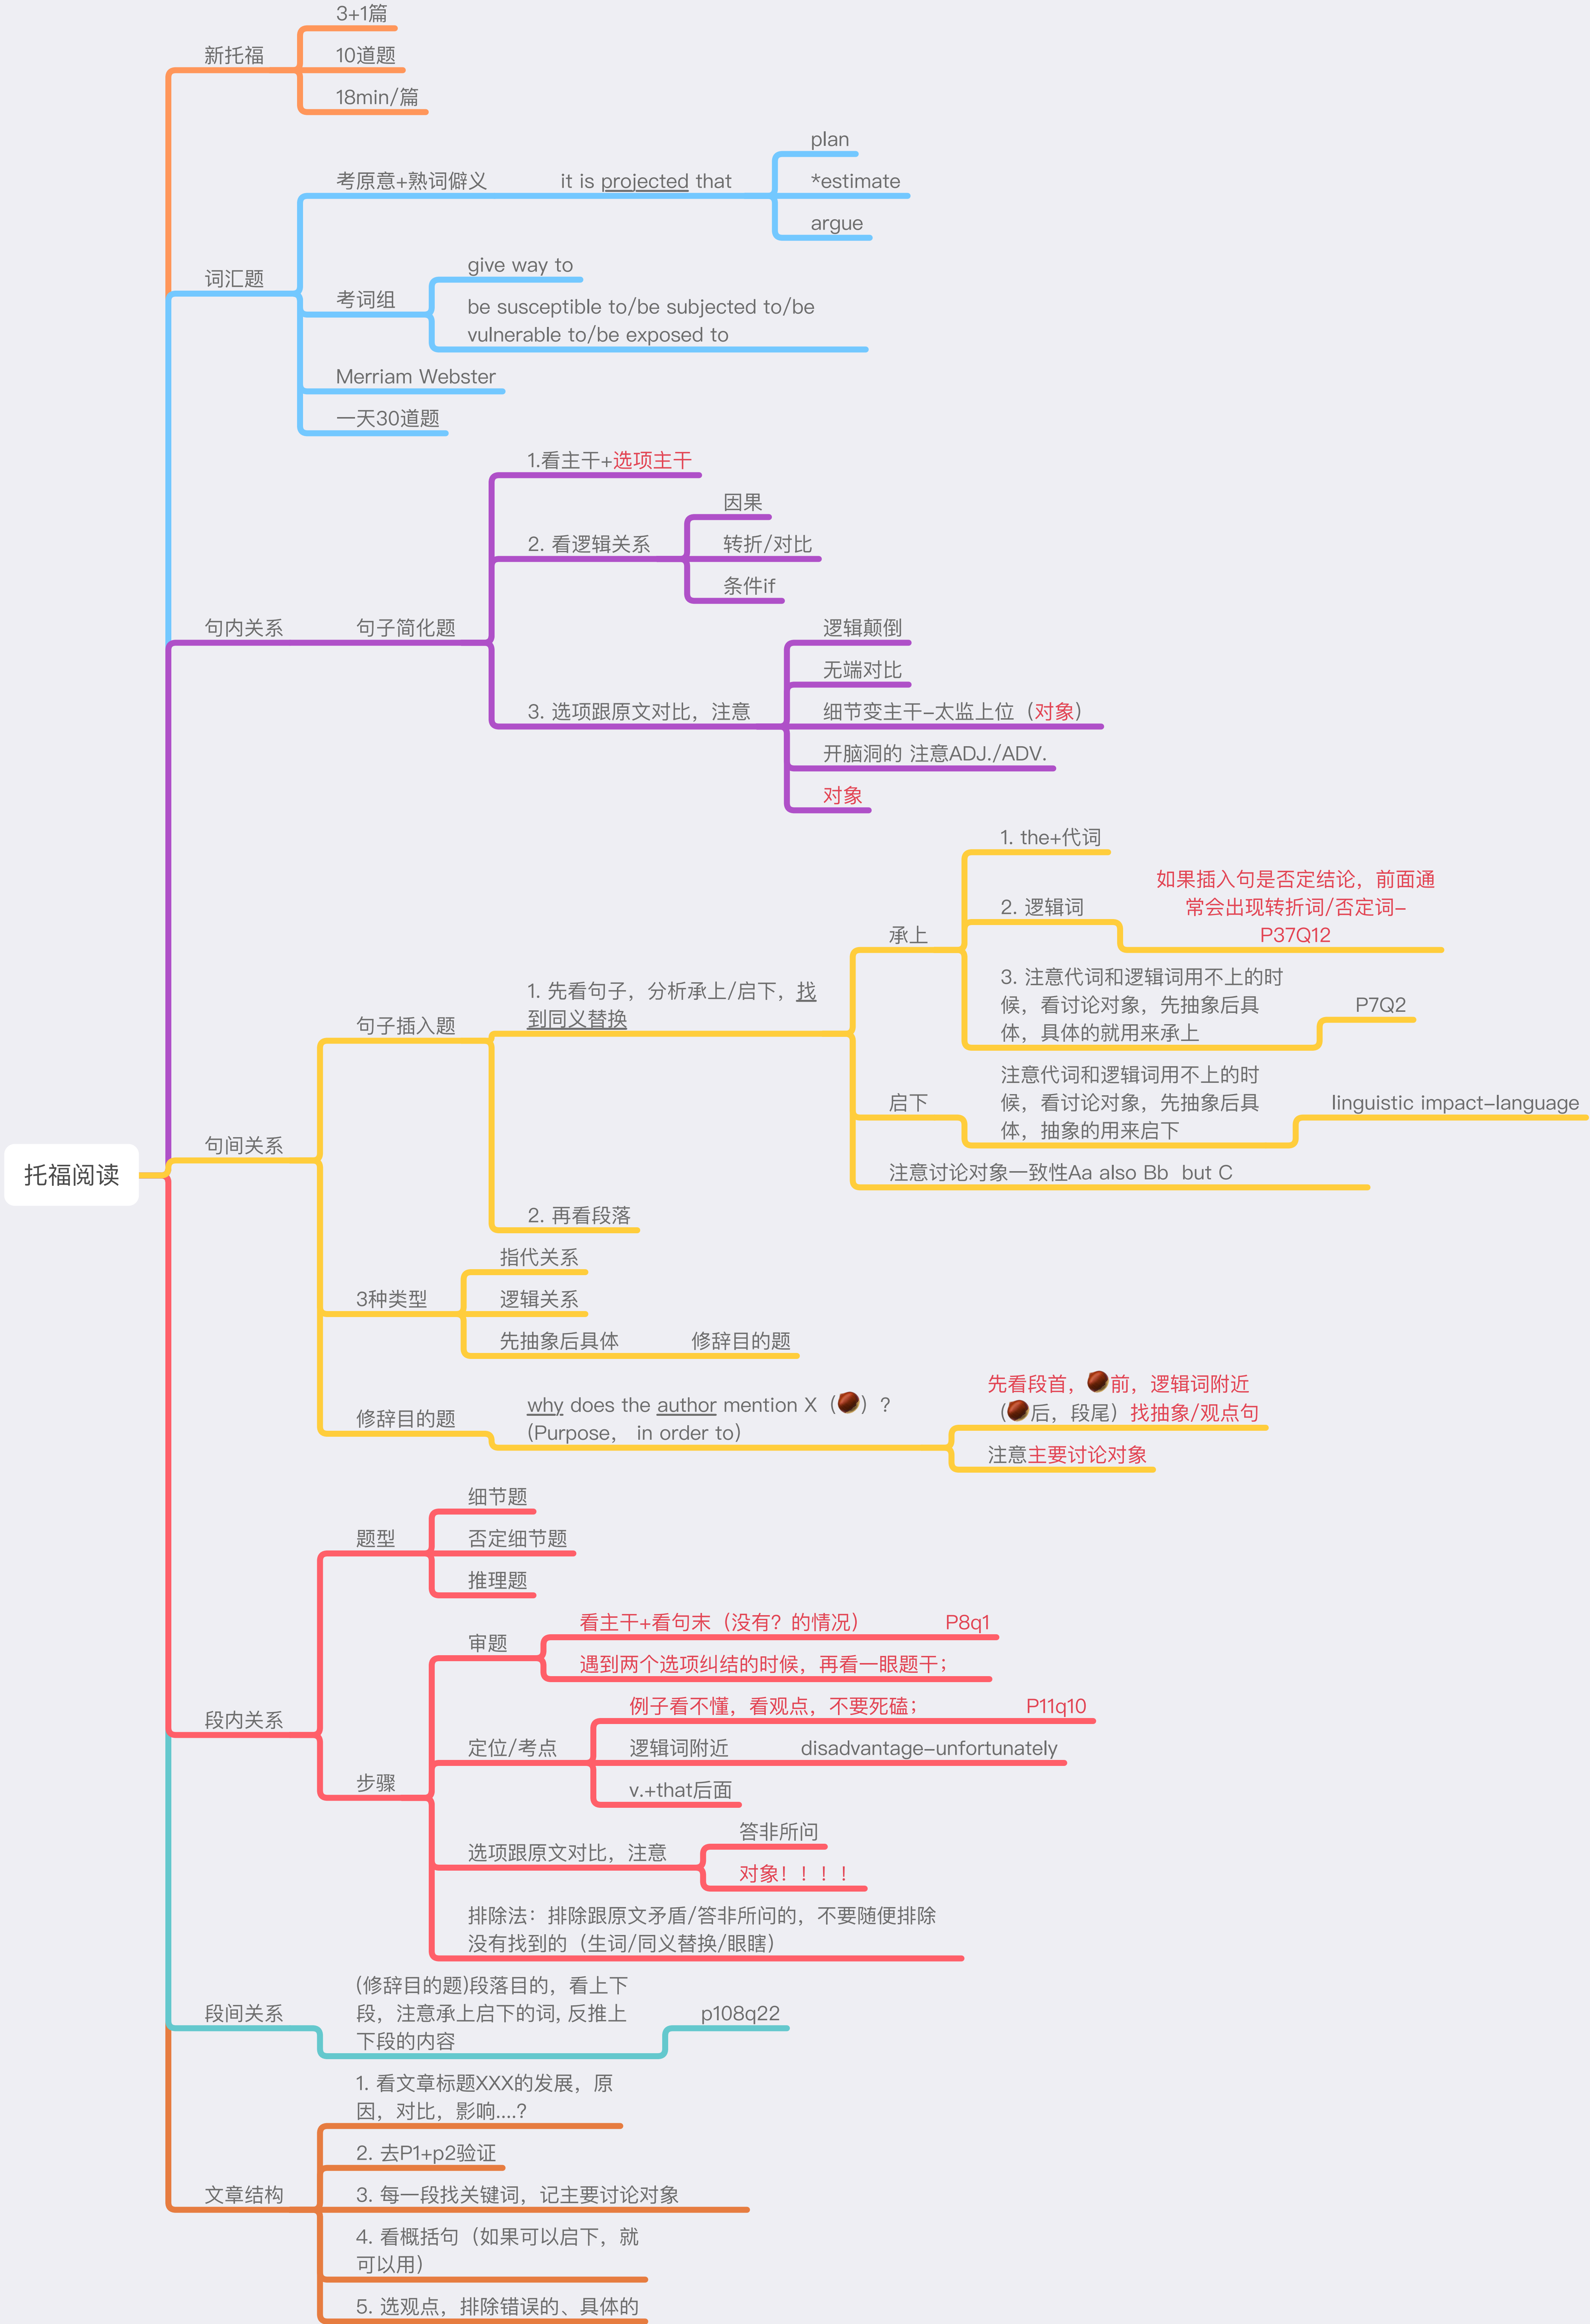 托福阅读
新托福
3+1篇
10道题
18min/篇
词汇题
考原意+熟词僻义
it is projected that
plan
*estimate
argue
考词组
give way to
be susceptible to/be subjected to/be
vulnerable to/be exposed to
Merriam Webster
一天30道题
句内关系
句子简化题
1.看主干+选项主干
2. 看逻辑关系
因果
转折/对比
条件if
3. 选项跟原文对比，注意
逻辑颠倒
无端对比
细节变主干-太监上位（对象）
开脑洞的 注意ADJ./ADV.
对象
句间关系
句子插入题
1. 先看句子，分析承上/启下，找
到同义替换
承上
1. the+代词
2. 逻辑词
如果插入句是否定结论，前面通
常会出现转折词/否定词-
P37Q12
3. 注意代词和逻辑词用不上的时
候，看讨论对象，先抽象后具
体，具体的就用来承上
P7Q2
启下
注意代词和逻辑词用不上的时
候，看讨论对象，先抽象后具
体，抽象的用来启下
linguistic impact-language
注意讨论对象一致性Aa also Bb  but C
2. 再看段落
3种类型
指代关系
逻辑关系
先抽象后具体
修辞目的题
修辞目的题
why does the author mention X（🌰）?
(Purpose， in order to)
先看段首，🌰前，逻辑词附近
（🌰后，段尾）找抽象/观点句
注意主要讨论对象
段内关系
题型
细节题
否定细节题
推理题
步骤
审题
看主干+看句末（没有？的情况）
P8q1
遇到两个选项纠结的时候，再看一眼题干；
定位/考点
例子看不懂，看观点，不要死磕；
P11q10
逻辑词附近
disadvantage-unfortunately
v.+that后面
选项跟原文对比，注意
答非所问
对象！！！！
排除法：排除跟原文矛盾/答非所问的，不要随便排除
没有找到的（生词/同义替换/眼瞎）
段间关系
(修辞目的题)段落目的，看上下
段，注意承上启下的词, 反推上
下段的内容
p108q22
文章结构
1. 看文章标题XXX的发展，原
因，对比，影响....?
2. 去P1+p2验证
3. 每一段找关键词，记主要讨论对象
4. 看概括句（如果可以启下，就
可以用）
5. 选观点，排除错误的、具体的